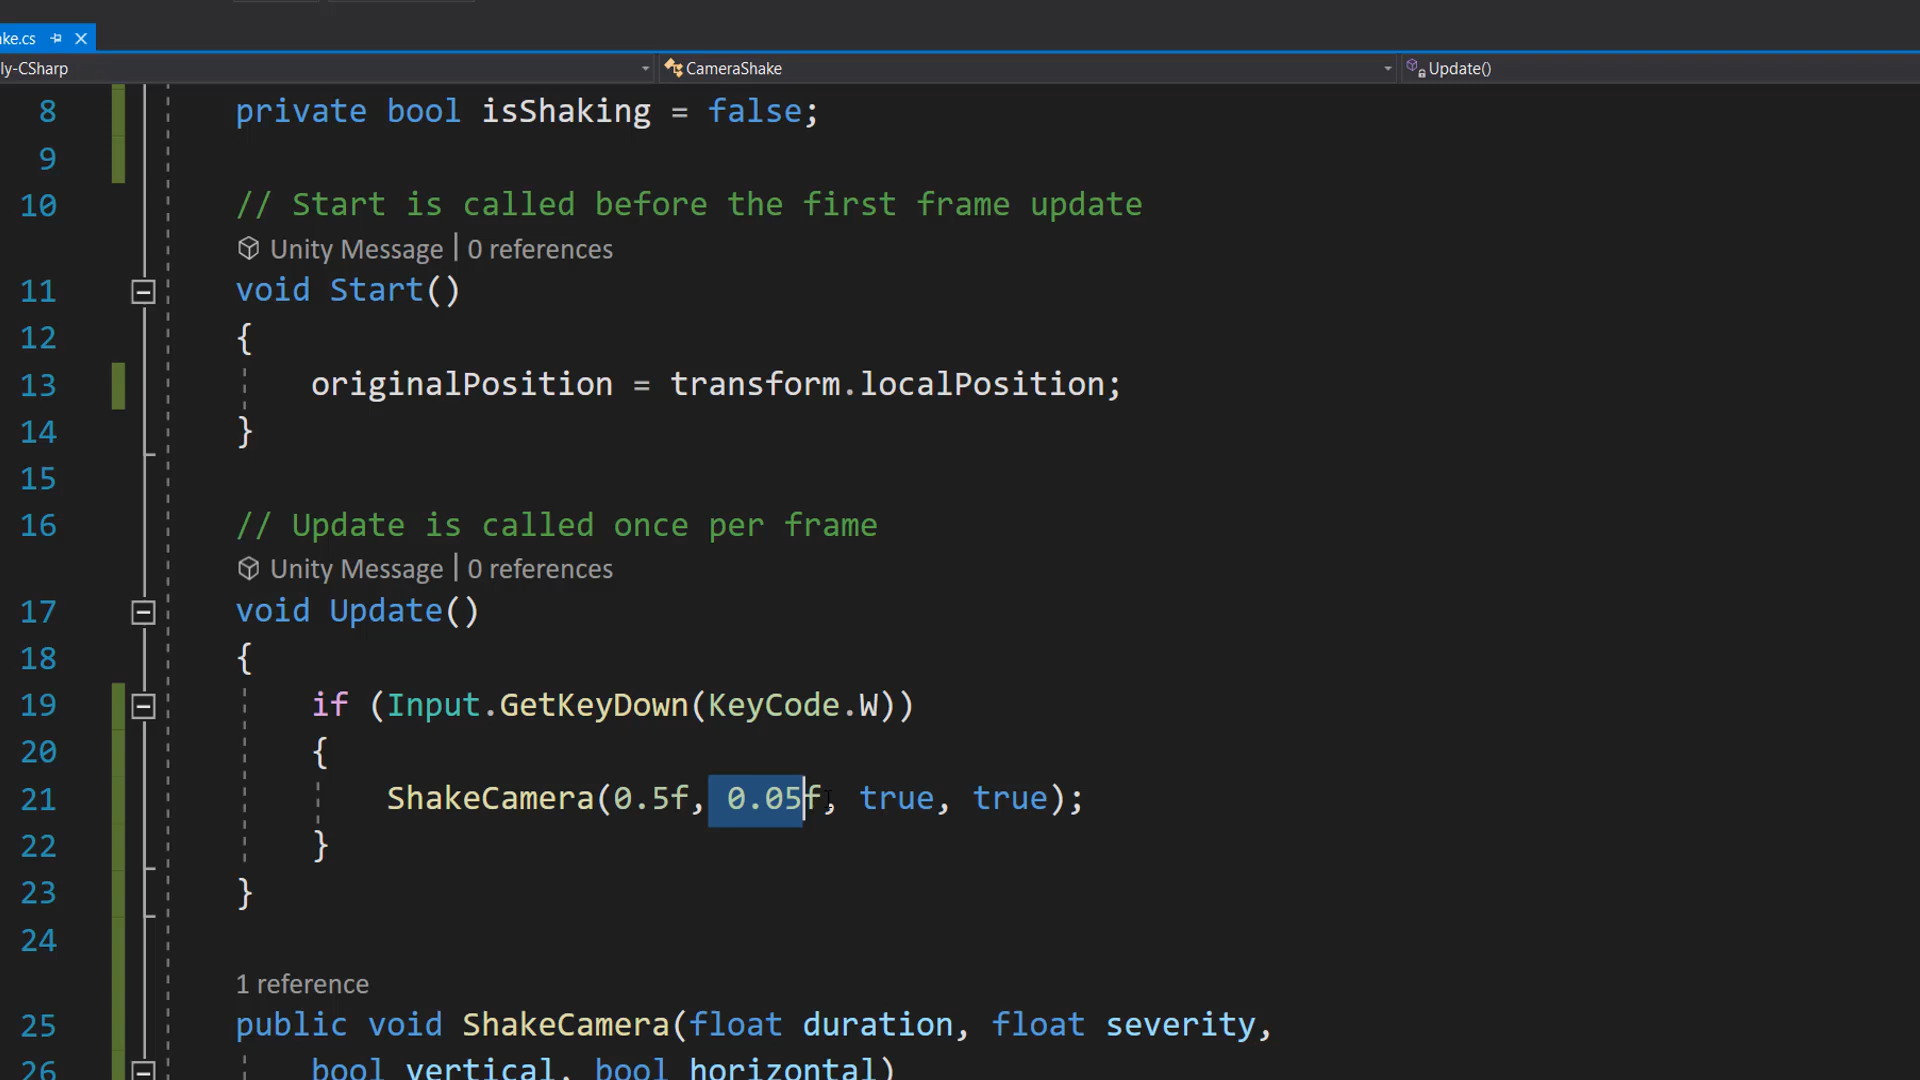 ke.cs
ly-CSharp
CameraShake
Update()
8 private bool isShaking = false;
9
10 // Start is called before the first frame update
Unity Message | 0 references
11 void Start()
12 {
13 originalPosition = transform.localPosition;
14 }
15
16 // Update is called once per frame
Unity Message | 0 references
17 void Update()
18 {
19 if (Input.GetKeyDown(KeyCode.W))
20 {
21 ShakeCamera(0.5f, 0.05f, true, true);
22 }
23 }
24
1 reference
25 public void ShakeCamera(float duration, float severity,
26 bool vertical, bool horizontal)